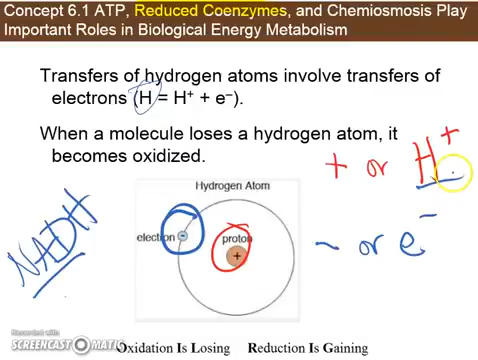 Concept 6.1 ATP, Reduced Coenzymes, and Chemiosmosis Play
Important Roles in Biological Energy Metabolism
Transfers of hydrogen atoms involve transfers of
electrons (H = H⁺ + e⁻).
When a molecule loses a hydrogen atom, it
becomes oxidized.
+ or H⁺
Hydrogen Atom
NADH
election
-
proton
+
- or e⁻
Recorded with
SCREENCAST MATIC
Oxidation Is Losing Reduction Is Gaining